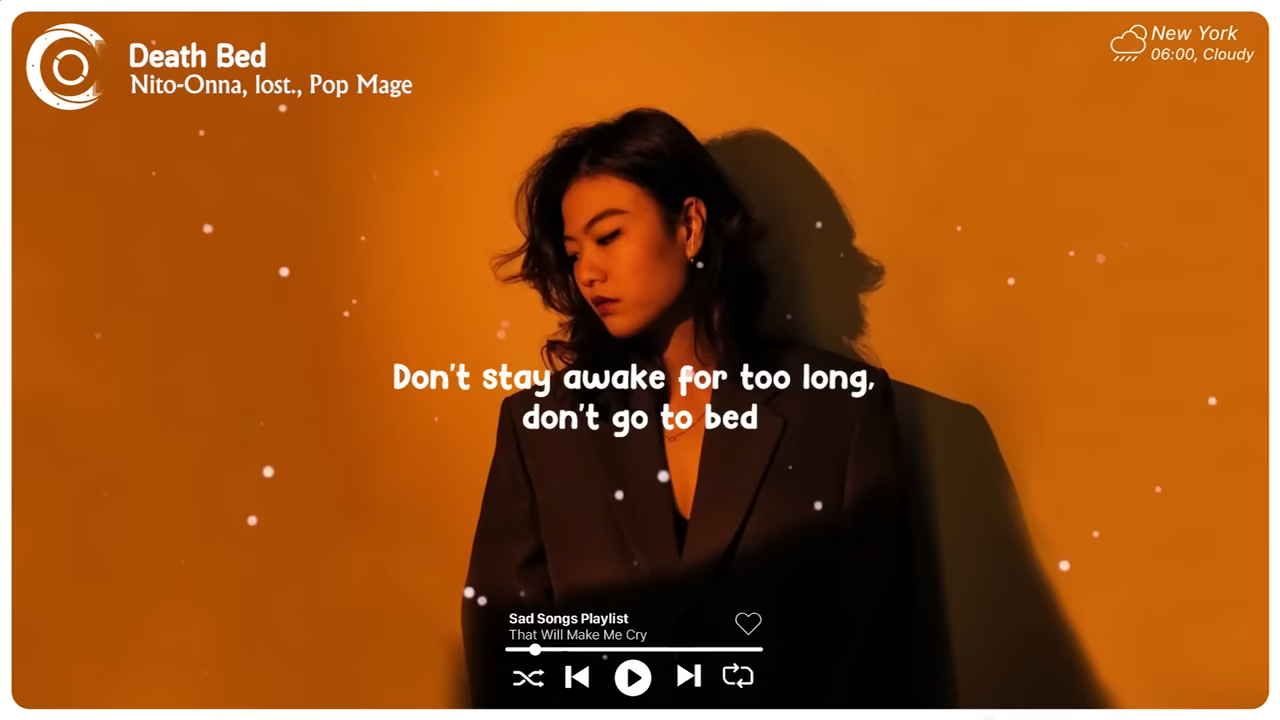 Death Bed
Nito-Onna, lost., Pop Mage
New York
06:00, Cloudy
Don't stay awake for too long,
don't go to bed
Sad Songs Playlist
That Will Make Me Cry